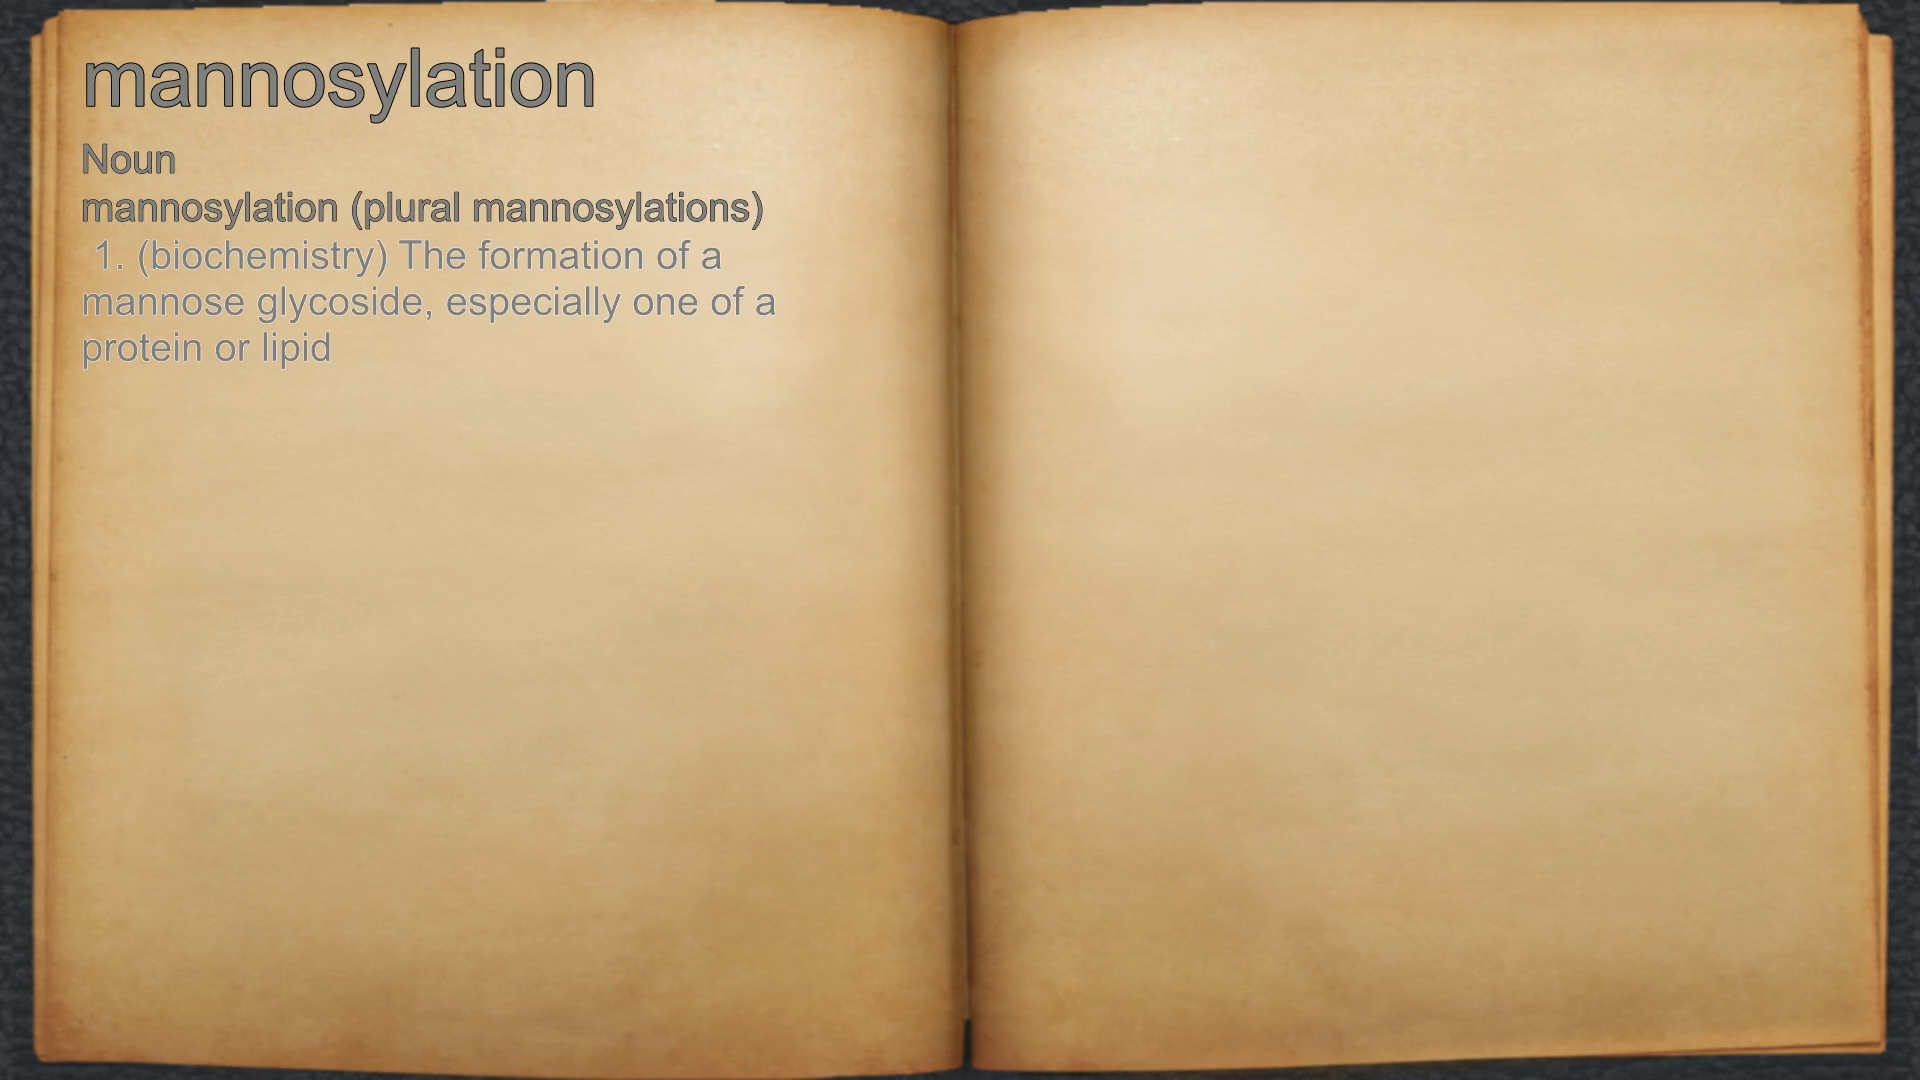 mannosylation
Noun
mannosylation (plural mannosylations)
1. (biochemistry) The formation of a
mannose glycoside, especially one of a
protein or lipid